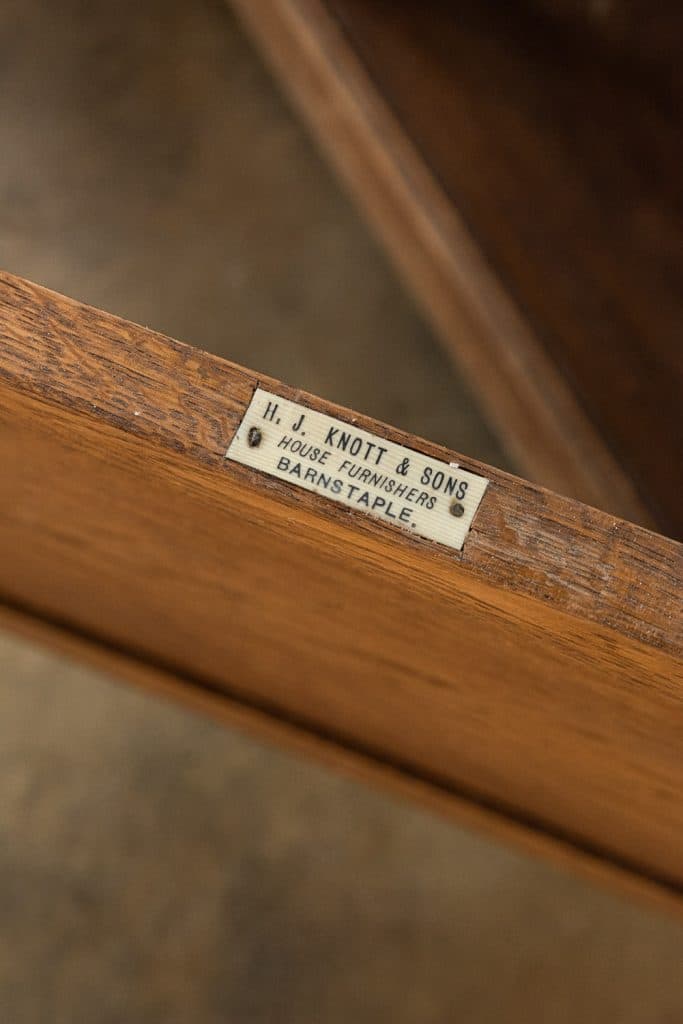 H. J. KNOTT & SONS
HOUSE FURNISHERS
BARNSTAPLE.